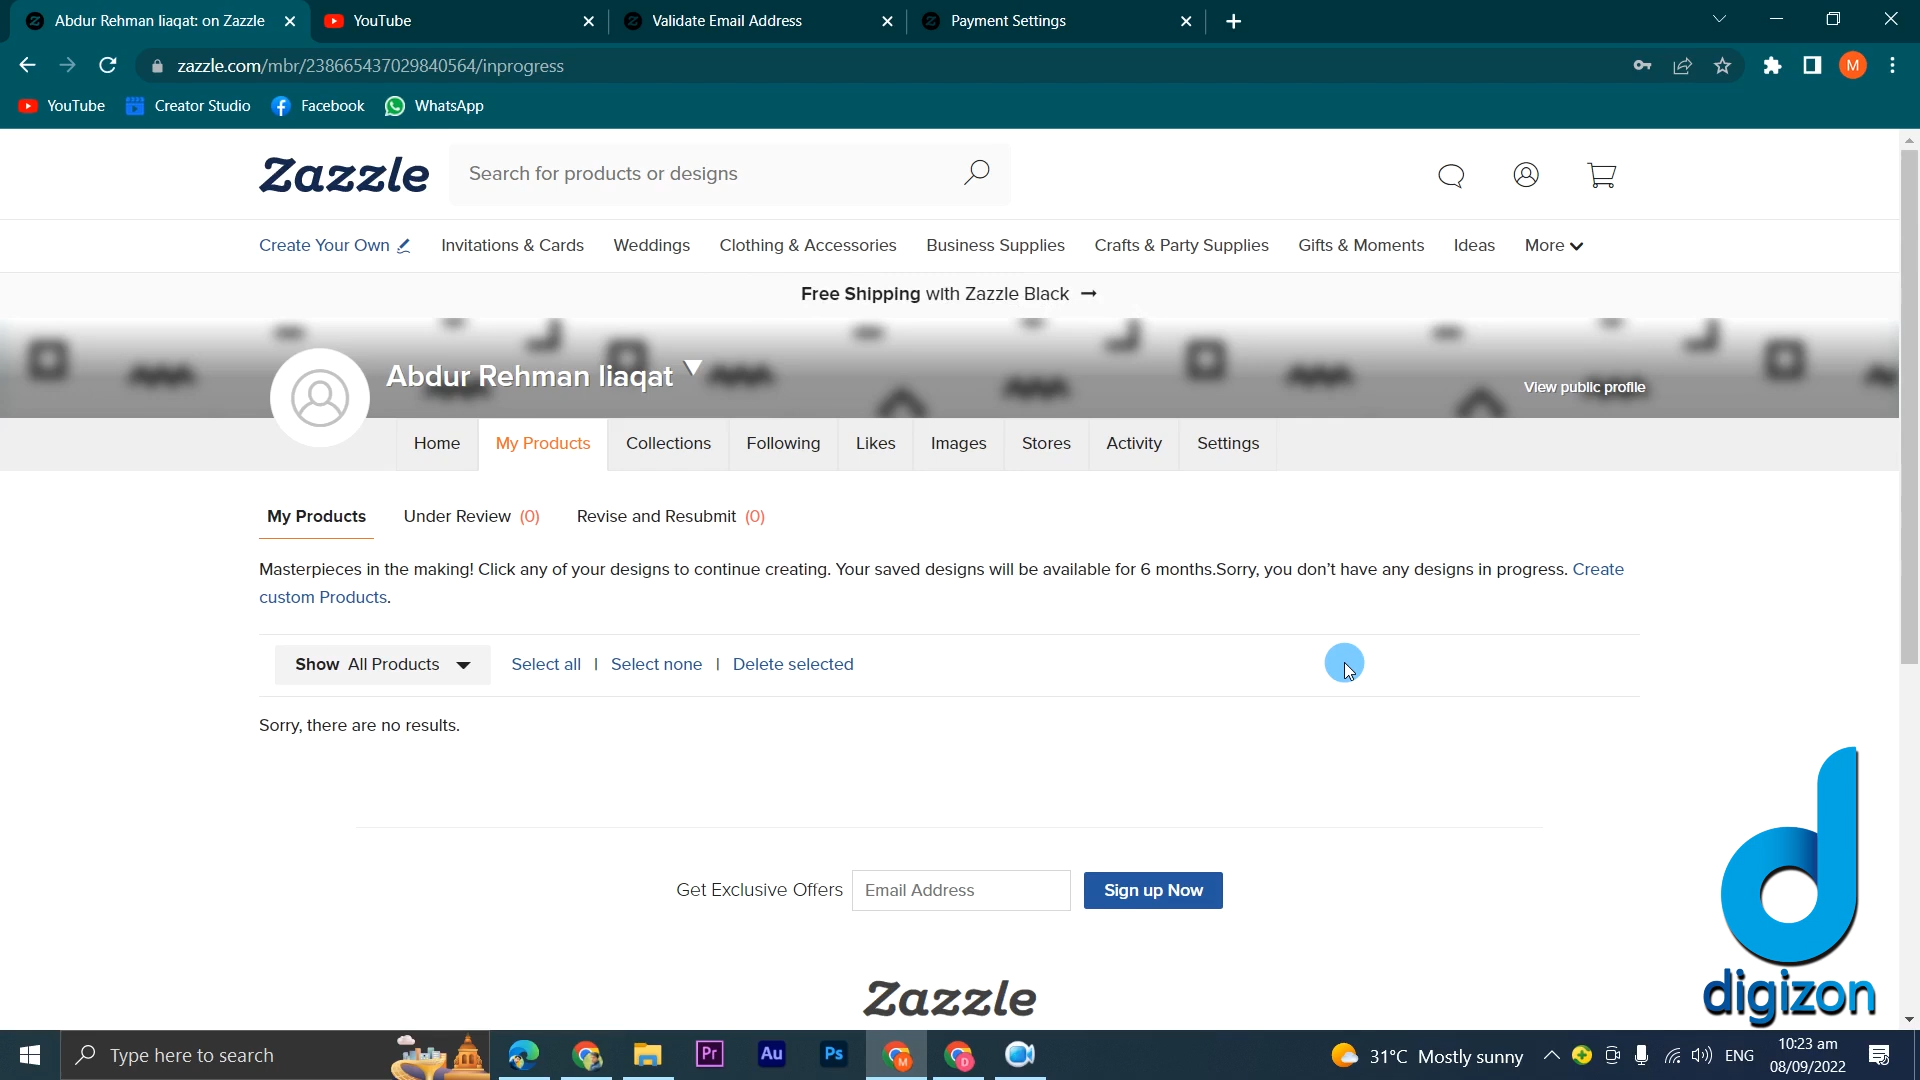 Abdur Rehman liaqat: on Zazzle
YouTube
Validate Email Address
Payment Settings
zazzle.com/mbr/238665437029840564/inprogress
M
YouTube
Creator Studio
Facebook
WhatsApp
Zazzle
Search for products or designs
Create Your Own
Invitations & Cards
Weddings
Clothing & Accessories
Business Supplies
Crafts & Party Supplies
Gifts & Moments
Ideas
More
Free Shipping with Zazzle Black →
Abdur Rehman liaqat
View public profile
Home
My Products
Collections
Following
Likes
Images
Stores
Activity
Settings
My Products
Under Review (0)
Revise and Resubmit (0)
Masterpieces in the making! Click any of your designs to continue creating. Your saved designs will be available for 6 months.Sorry, you don't have any designs in progress. Create
custom Products.
Show All Products
Select all | Select none | Delete selected
Sorry, there are no results.
Get Exclusive Offers
Email Address
Sign up Now
Zazzle
digizon
Type here to search
Pr
Au
Ps
M
D
31°C Mostly sunny
ENG
10:23 am
08/09/2022